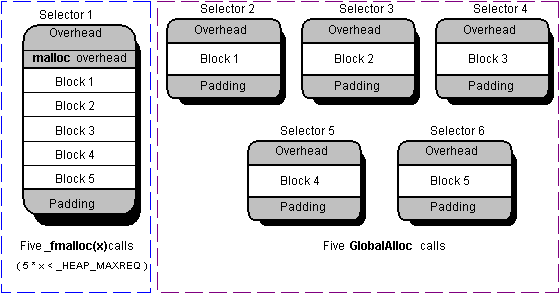 Selector 1
Overhead
malloc overhead
Block 1
Block 2
Block 3
Block 4
Block 5
Padding
Five _fmalloc(x)calls
( 5 * x < _HEAP_MAXREQ )
Selector 2
Overhead
Block 1
Padding
Selector 3
Overhead
Block 2
Padding
Selector 4
Overhead
Block 3
Padding
Selector 5
Overhead
Block 4
Padding
Selector 6
Overhead
Block 5
Padding
Five GlobalAlloc calls